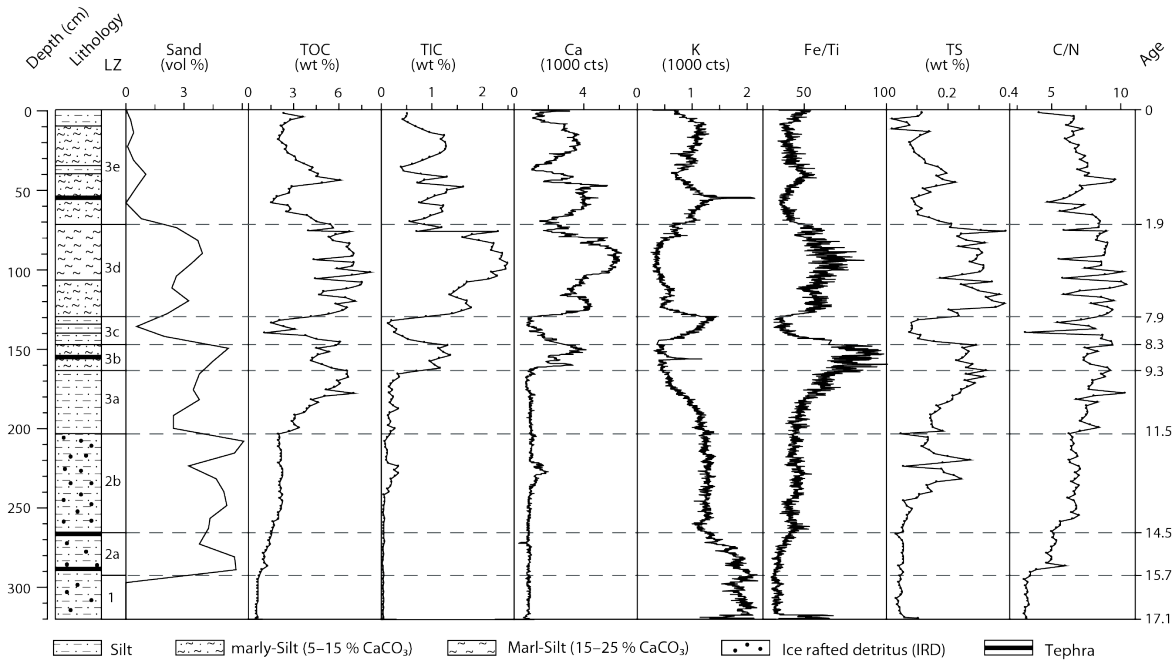 Depth (cm)
Lithology
LZ
Sand
(vol %)
TOC
(wt %)
TIC
(wt %)
Ca
(1000 cts)
K
(1000 cts)
Fe/Ti
TS
(wt %)
C/N
Age
0 3 0 3 6 0 1 2 0 4 0 1 2 50 100 0.2 0.4 5 10
0
50
100
150
200
250
300
3e
3d
3c
3b
3a
2b
2a
1
0
1.9
7.9
8.3
9.3
11.5
14.5
15.7
17.1
Silt
marly-Silt (5–15 % CaCO₃)
Marl-Silt (15–25 % CaCO₃)
Ice rafted detritus (IRD)
Tephra